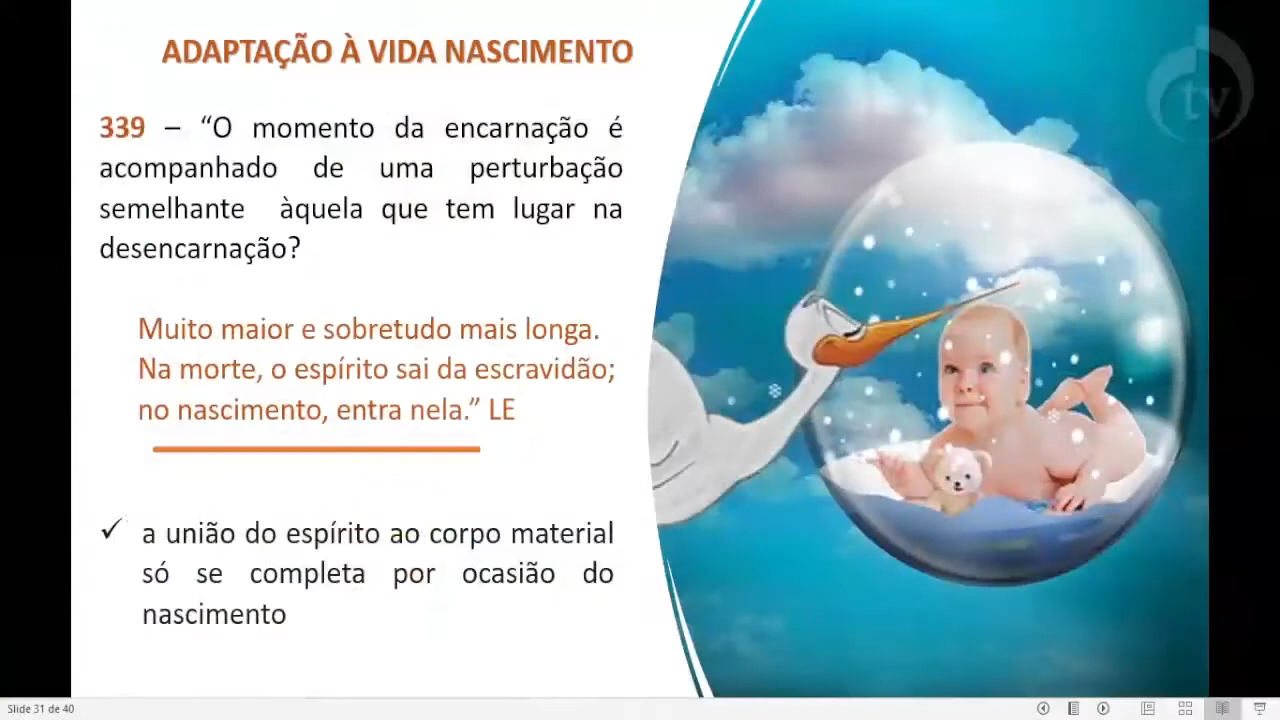 ADAPTAÇÃO À VIDA NASCIMENTO
tv
339 – “O momento da encarnação é
acompanhado de uma perturbação
semelhante àquela que tem lugar na
desencarnação?
Muito maior e sobretudo mais longa.
Na morte, o espírito sai da escravidão;
no nascimento, entra nela.” LE
✓ a união do espírito ao corpo material
só se completa por ocasião do
nascimento
Slide 31 de 40